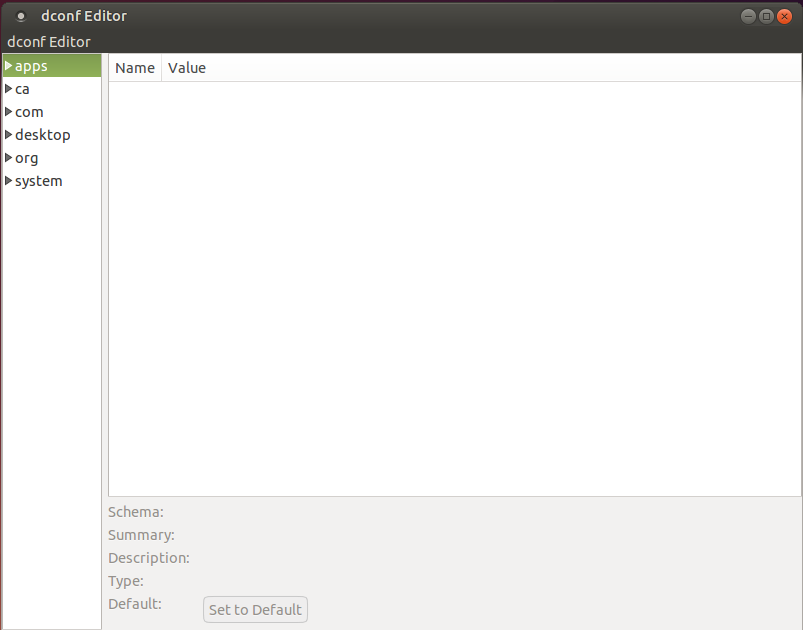 dconf Editor
dconf Editor
apps
ca
com
desktop
org
system
Name Value
Schema:
Summary:
Description:
Type:
Default: Set to Default